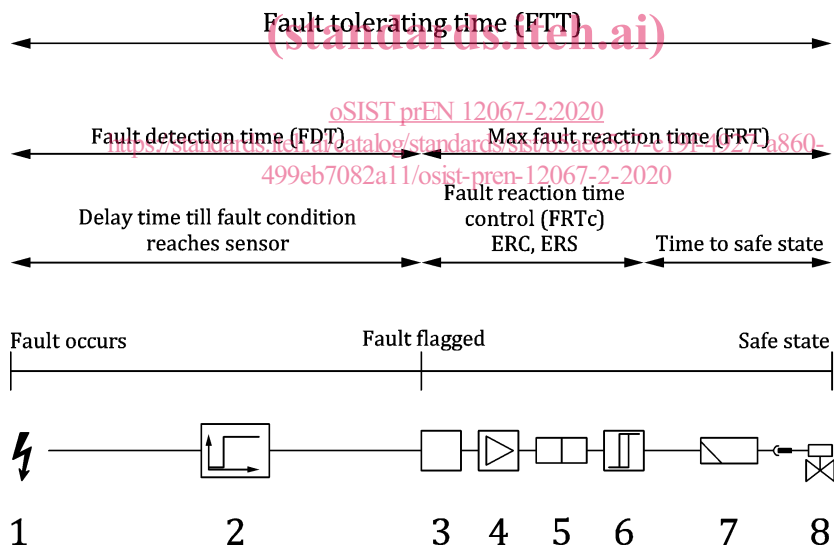 Fault tolerating time (FTT)
(standards.iteh.ai)
oSIST prEN 12067-2:2020
Fault detection time (FDT)
Max fault reaction time (FRT)
https://standards.iteh.ai/catalog/standards/sist/65ae65a7-c19f-4927-a860-
499eb7082a11/osist-pren-12067-2-2020
Delay time till fault condition
reaches sensor
Fault reaction time
control (FRTc)
ERC, ERS
Time to safe state
Fault occurs
Fault flagged
Safe state
1 2 3 4 5 6 7 8